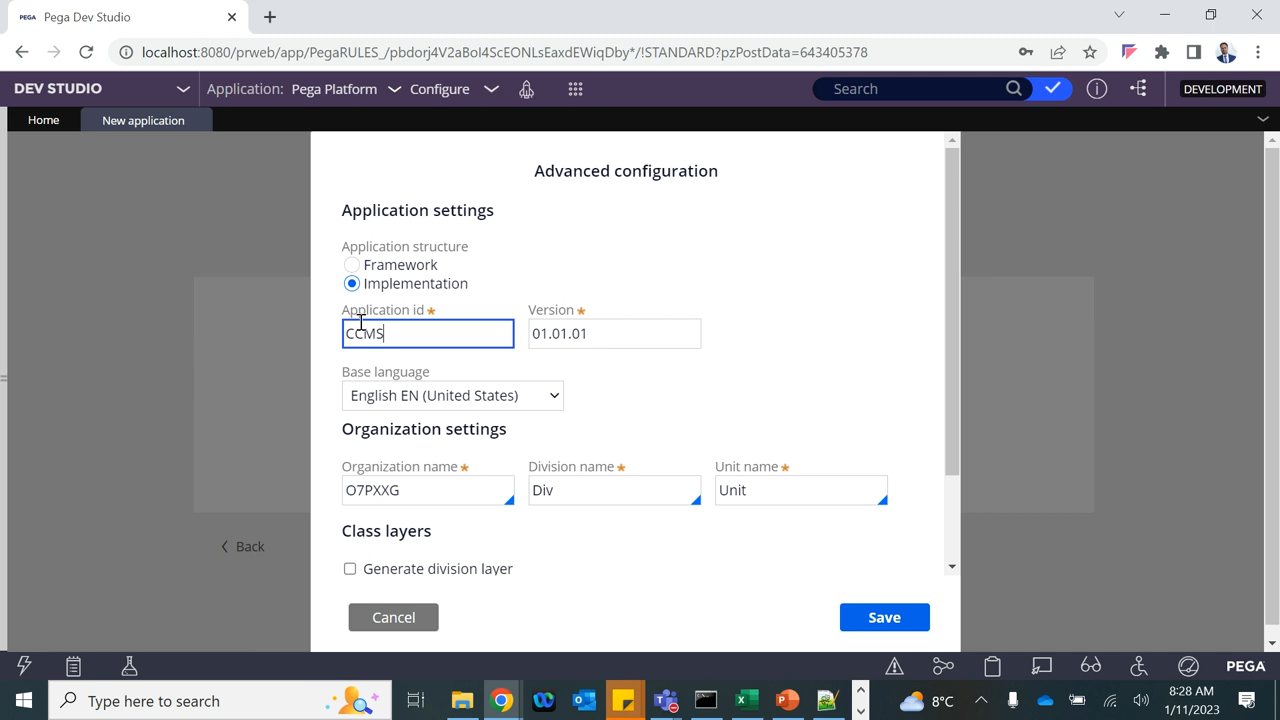 PEGA Pega Dev Studio
localhost:8080/prweb/app/PegaRULES_/pbdorj4V2aBoI4ScEONLsEaxdEWiqDby*/!STANDARD?pzPostData=643405378
DEV STUDIO Application: Pega Platform Configure Search DEVELOPMENT
Home New application
Advanced configuration
Application settings
Application structure
Framework
Implementation
Application id * Version *
CCMS 01.01.01
Base language
English EN (United States)
Organization settings
Organization name * Division name * Unit name *
O7PXXG Div Unit
Class layers
Back
Generate division layer
Cancel Save
PEGA
Type here to search 8°C 8:28 AM
1/11/2023